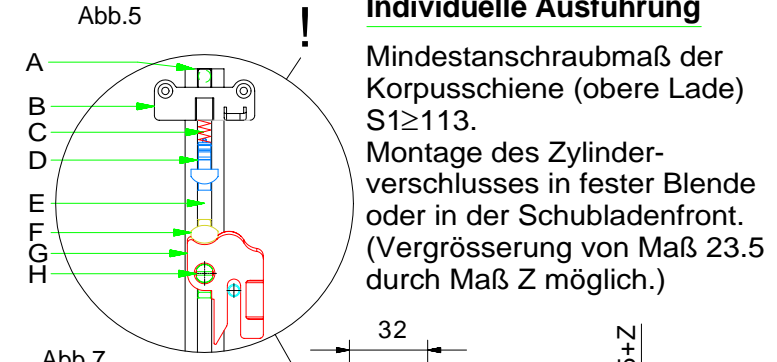 Abb.5
!
Individuelle Ausführung
Mindestanschraubmaß der
Korpusschiene (obere Lade)
S1≥113.
Montage des Zylinder-
verschlusses in fester Blende
oder in der Schubladenfront.
(Vergrösserung von Maß 23.5
durch Maß Z möglich.)
A
B
C
D
E
F
G
H
32
Abb.7